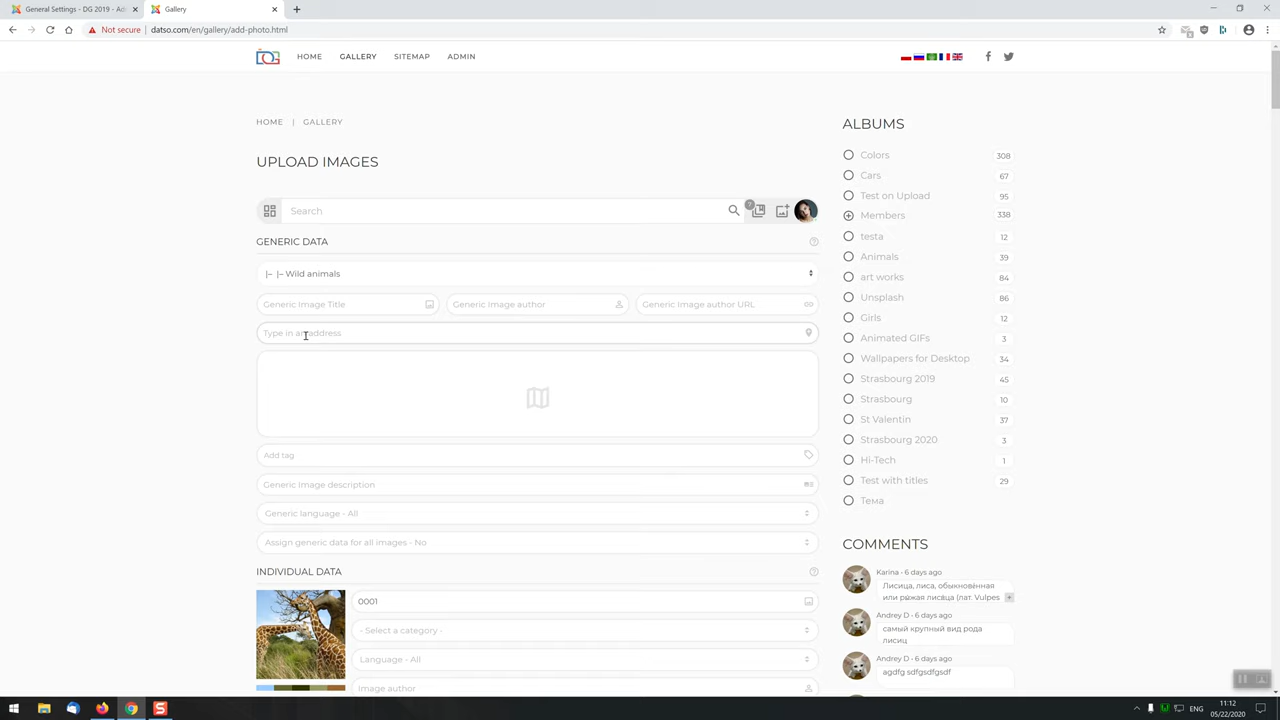 General Settings - DG 2019 - Ad
Gallery
Not secure
datso.com/en/gallery/add-photo.html
DG
HOME
GALLERY
SITEMAP
ADMIN
HOME | GALLERY
UPLOAD IMAGES
Search
?
GENERIC DATA
|– |– Wild animals
Generic Image Title
Generic Image author
Generic Image author URL
Type in an address
Add tag
Generic Image description
Generic language - All
Assign generic data for all images - No
INDIVIDUAL DATA
0001
- Select a category -
Language - All
Image author
ALBUMS
Colors 308
Cars 67
Test on Upload 95
Members 338
testa 12
Animals 39
art works 84
Unsplash 86
Girls 12
Animated GIFs 3
Wallpapers for Desktop 34
Strasbourg 2019 45
Strasbourg 10
St Valentin 37
Strasbourg 2020 3
Hi-Tech 1
Test with titles 29
Тема
COMMENTS
Karina - 6 days ago
Лисица, лиса, обыкновённая
или ры́жая лиси́ца (лат. Vulpes
Andrey D - 6 days ago
самый крупный вид рода
лисиц
Andrey D - 6 days ago
agdfg sdfgsdfgsdf
ENG
11:12
05/22/2020